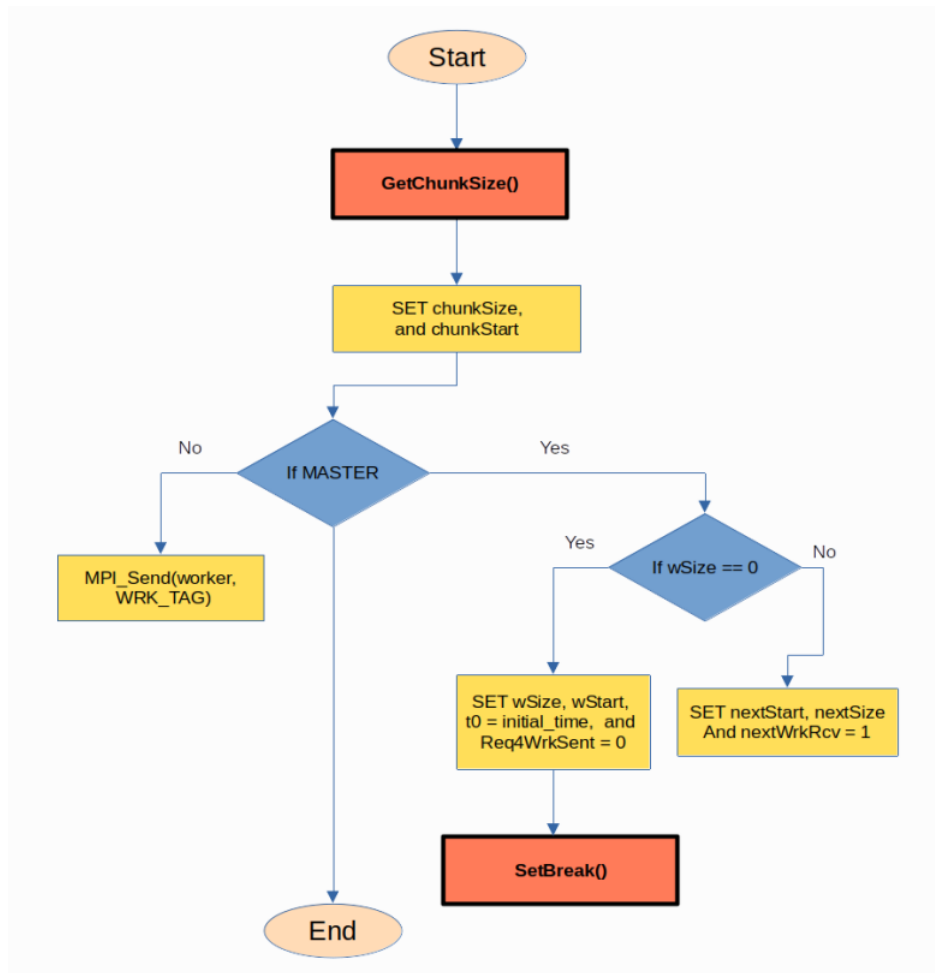 Start
GetChunkSize()
SET chunkSize,
and chunkStart
No
Yes
If MASTER
MPI_Send(worker,
WRK_TAG)
Yes
No
If wSize == 0
SET wSize, wStart,
t0 = initial_time, and
Req4WrkSent = 0
SET nextStart, nextSize
And nextWrkRcv = 1
SetBreak()
End